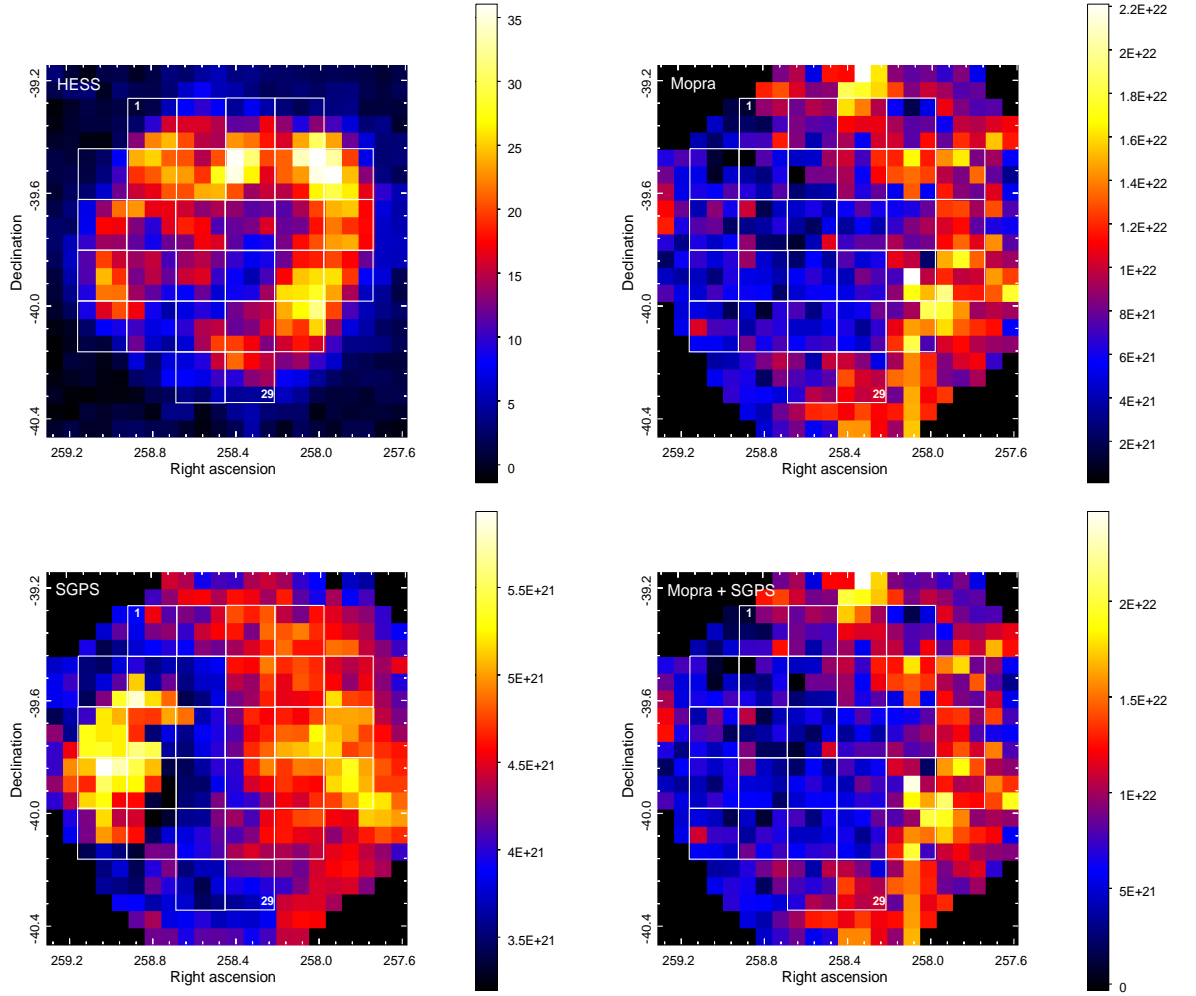 HESS
1
29
-39.2
-39.6
-40.0
-40.4
Declination
259.2 258.8 258.4 258.0 257.6
Right ascension
35
30
25
20
15
10
5
0
Mopra
1
29
-39.2
-39.6
-40.0
-40.4
Declination
259.2 258.8 258.4 258.0 257.6
Right ascension
2.2E+22
2E+22
1.8E+22
1.6E+22
1.4E+22
1.2E+22
1E+22
8E+21
6E+21
4E+21
2E+21
SGPS
1
29
-39.2
-39.6
-40.0
-40.4
Declination
259.2 258.8 258.4 258.0 257.6
Right ascension
5.5E+21
5E+21
4.5E+21
4E+21
3.5E+21
Mopra + SGPS
1
29
-39.2
-39.6
-40.0
-40.4
Declination
259.2 258.8 258.4 258.0 257.6
Right ascension
2E+22
1.5E+22
1E+22
5E+21
0